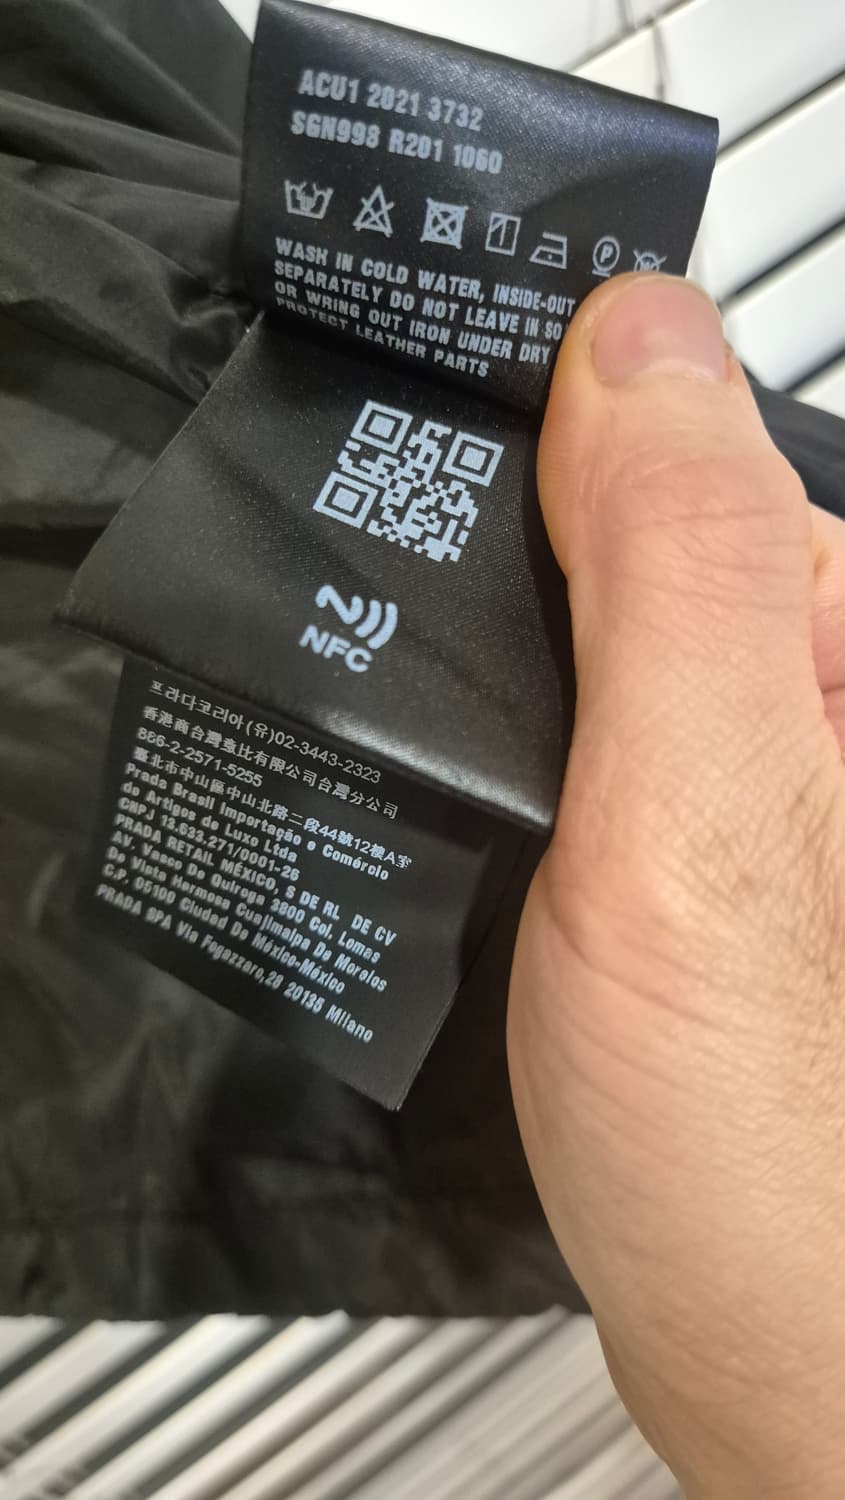 ACU1 2021 3732
SGN998 R201 1060
P
W
WASH IN COLD WATER, INSIDE-OUT
SEPARATELY DO NOT LEAVE IN SO
OR WRING OUT IRON UNDER DRY
PROTECT LEATHER PARTS
NFC
프라다코리아(유)02-3443-2323
香港商台灣普比有限公司台灣分公司
886-2-2571-5255
臺北市中山區中山北路二段44號12樓A室
Prada Brasil Importação e Comércio
de Artigos de Luxo Ltda
CNPJ 13.633.271/0001-26
PRADA RETAIL MÉXICO, S DE RL DE CV
AV. Vasco De Quiroga 3800 Col. Lomas
De Vista Hermosa Cuajimalpa De Morelos
C.P. 05100 Ciudad De México-México
PRADA SPA Via Fogazzaro,28 20135 Milano